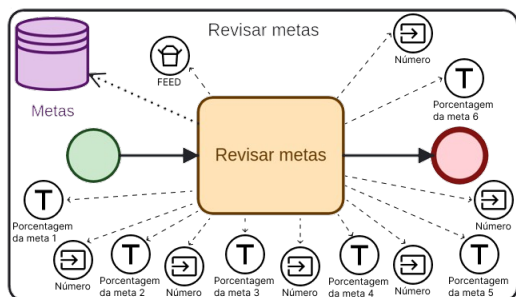 Revisar metas
Número
FEED
Metas
Porcentagem
da meta 6
Revisar metas
Porcentagem
da meta 1
Número
Número
Porcentagem
da meta 2
Número
Porcentagem
da meta 3
Número
Porcentagem
da meta 4
Número
Porcentagem
da meta 5